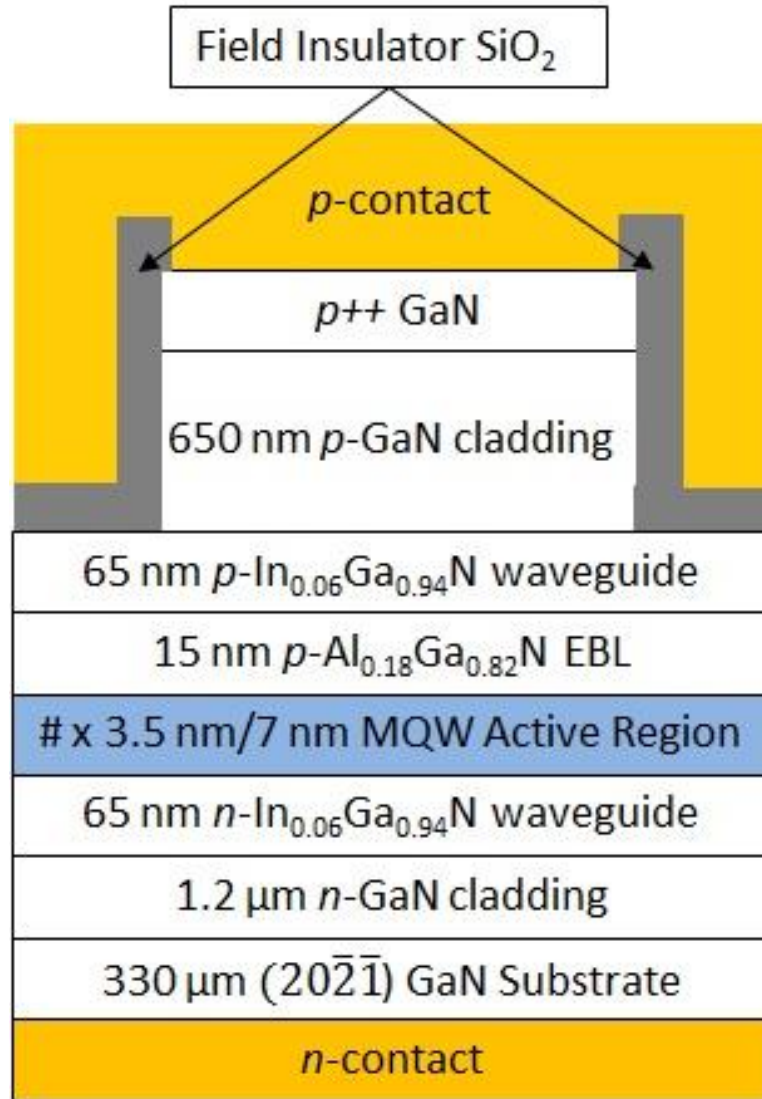 Field Insulator SiO₂
p-contact
p++ GaN
650 nm p-GaN cladding
65 nm p-In₀.₀₆Ga₀.₉₄N waveguide
15 nm p-Al₀.₁₈Ga₀.₈₂N EBL
# x 3.5 nm/7 nm MQW Active Region
65 nm n-In₀.₀₆Ga₀.₉₄N waveguide
1.2 µm n-GaN cladding
330 µm (202̅1̅) GaN Substrate
n-contact